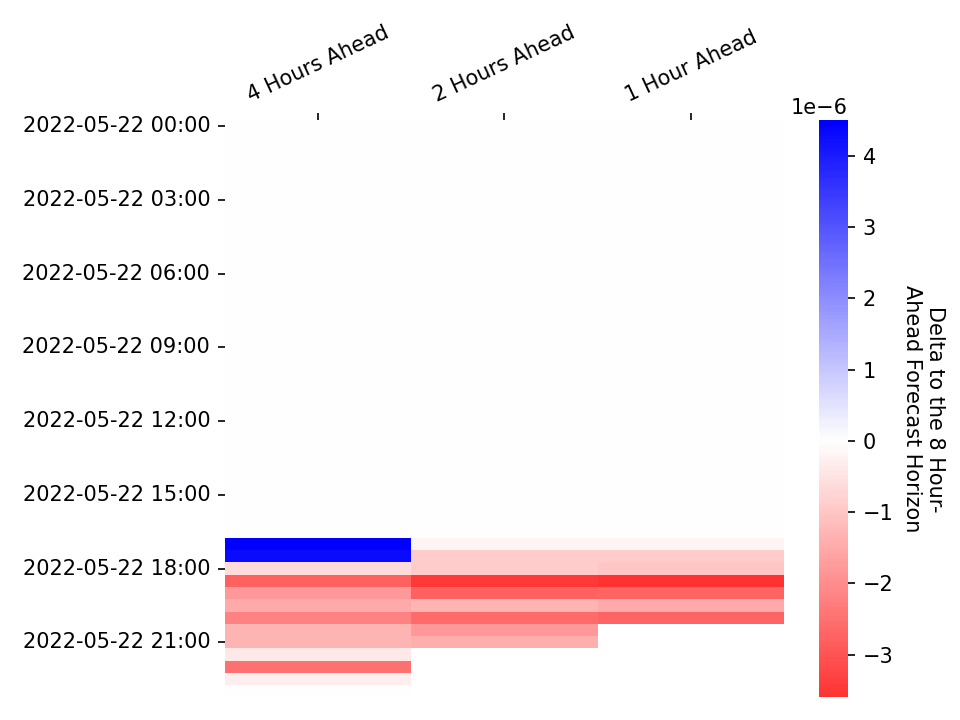 4 Hours Ahead
2 Hours Ahead
1 Hour Ahead
1e−6
2022-05-22 00:00
2022-05-22 03:00
2022-05-22 06:00
2022-05-22 09:00
2022-05-22 12:00
2022-05-22 15:00
2022-05-22 18:00
2022-05-22 21:00
4
3
2
1
0
−1
−2
−3
Delta to the 8 Hour-
Ahead Forecast Horizon